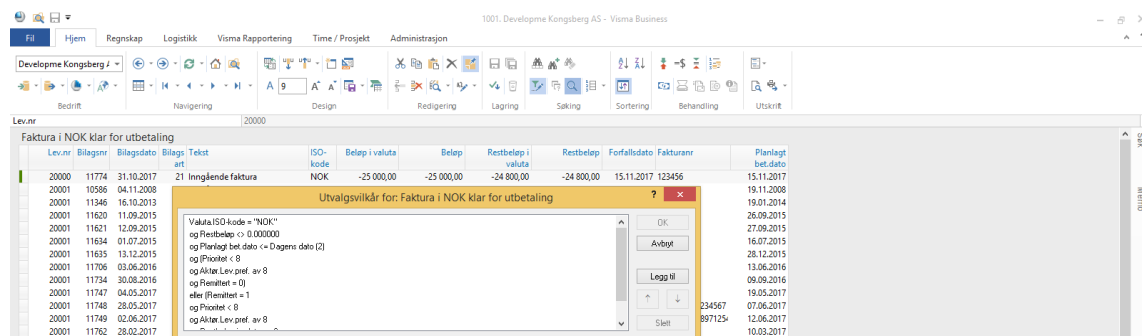 1001. Developme Kongsberg AS - Visma Business
Fil Hjem Regnskap Logistikk Visma Rapportering Time / Prosjekt Administrasjon
Developme Kongsberg A
A 9 A A
Bedrift Navigering Design Redigering Lagring Søking Sortering Behandling Utskrift
Lev.nr 20000
Faktura i NOK klar for utbetaling
Lev.nr Bilagsnr Bilagsdato Bilags art Tekst ISO-kode Beløp i valuta Beløp Restbeløp i valuta Restbeløp Forfallsdato Fakturanr Planlagt bet.dato
20000 11774 31.10.2017 21 Inngående faktura NOK -25 000,00 -25 000,00 -24 800,00 -24 800,00 15.11.2017 123456 15.11.2017
20001 10586 04.11.2008 19.11.2008
20001 11346 16.10.2013 19.01.2014
20001 11620 11.09.2015 26.09.2015
20001 11621 12.09.2015 27.09.2015
20001 11634 01.07.2015 16.07.2015
20001 11635 13.12.2015 28.12.2015
20001 11706 03.06.2016 13.06.2016
20001 11734 30.08.2016 09.09.2016
20001 11747 04.05.2017 19.05.2017
20001 11748 28.05.2017 234567 07.06.2017
20001 11749 02.06.2017 897125 12.06.2017
20001 11762 28.02.2017 10.03.2017
Utvalgsvilkår for: Faktura i NOK klar for utbetaling ? ×
Valuta.ISO-kode = "NOK"
og Restbeløp <> 0.000000
og Planlagt bet.dato <= Dagens dato (2)
og (Prioritet < 8
og Aktør.Lev.pref. av 8
og Remittert = 0)
eller (Remittert = 1
og Prioritet < 8
og Aktør.Lev.pref. av 8
OK
Avbryt
Legg til
Slett
Søk
Memo